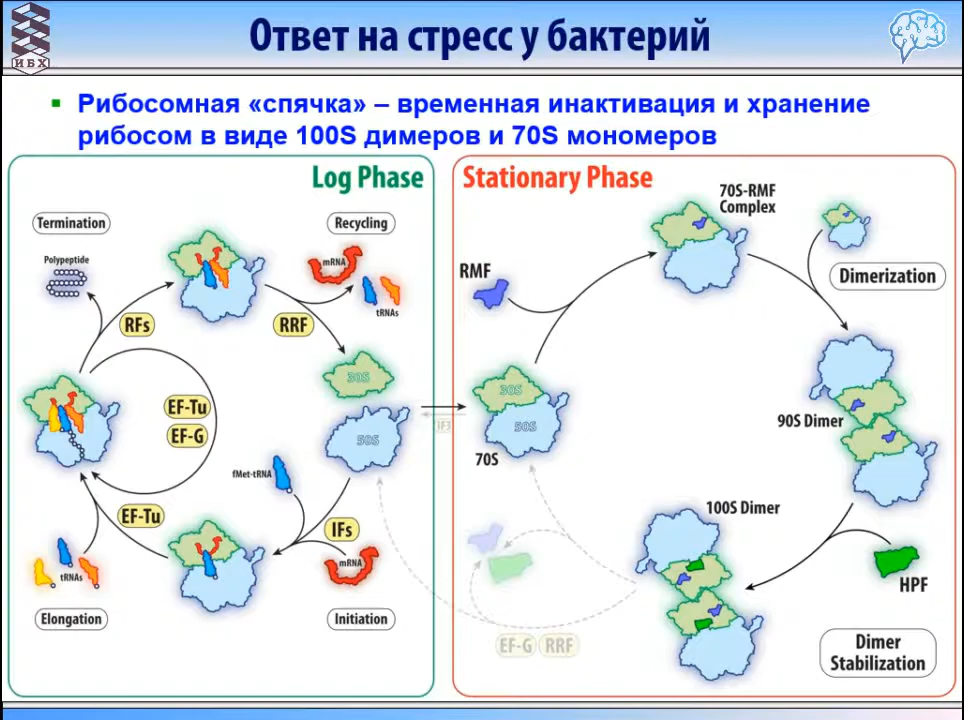 ИБХ
Ответ на стресс у бактерий
Рибосомная «спячка» – временная инактивация и хранение
рибосом в виде 100S димеров и 70S мономеров
Log Phase
Termination
Recycling
Polypeptide
mRNA
tRNAs
RFs
RRF
30S
EF-Tu
EF-G
50S
fMet-tRNA
EF-Tu
IFs
mRNA
tRNAs
Elongation
Initiation
Stationary Phase
70S-RMF
Complex
RMF
Dimerization
30S
50S
IF3
70S
90S Dimer
100S Dimer
HPF
EF-G
RRF
Dimer
Stabilization